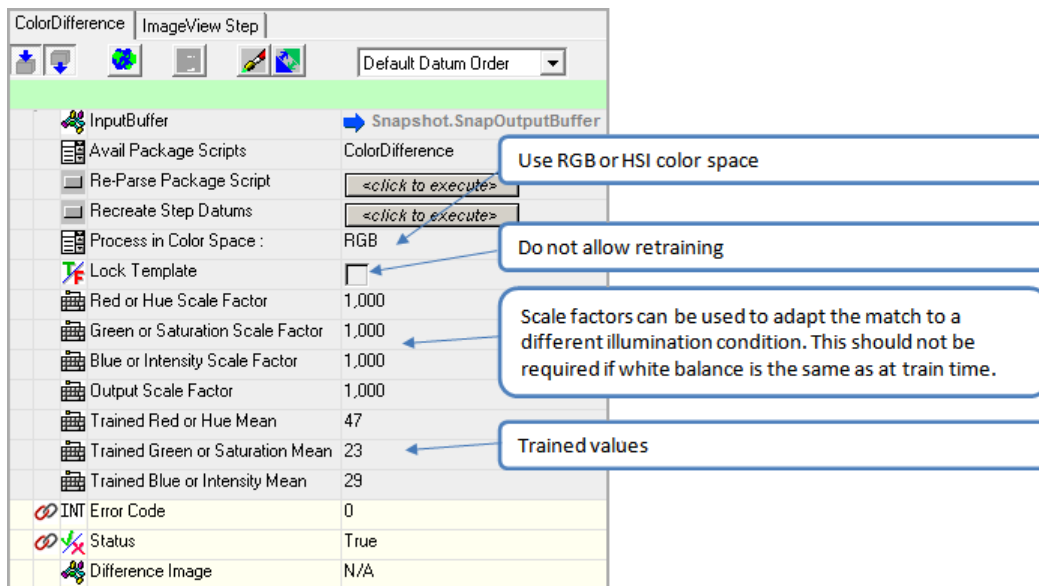 ColorDifference ImageView Step
Default Datum Order
InputBuffer Snapshot.SnapOutputBuffer
Avail Package Scripts ColorDifference
Use RGB or HSI color space
Re-Parse Package Script <click to execute>
Recreate Step Datums <click to execute>
Process in Color Space : RGB
Do not allow retraining
T/F Lock Template
Red or Hue Scale Factor 1,000
Green or Saturation Scale Factor 1,000
Blue or Intensity Scale Factor 1,000
Output Scale Factor 1,000
Scale factors can be used to adapt the match to a
different illumination condition. This should not be
required if white balance is the same as at train time.
Trained Red or Hue Mean 47
Trained Green or Saturation Mean 23
Trained values
Trained Blue or Intensity Mean 29
INT Error Code 0
Status True
Difference Image N/A